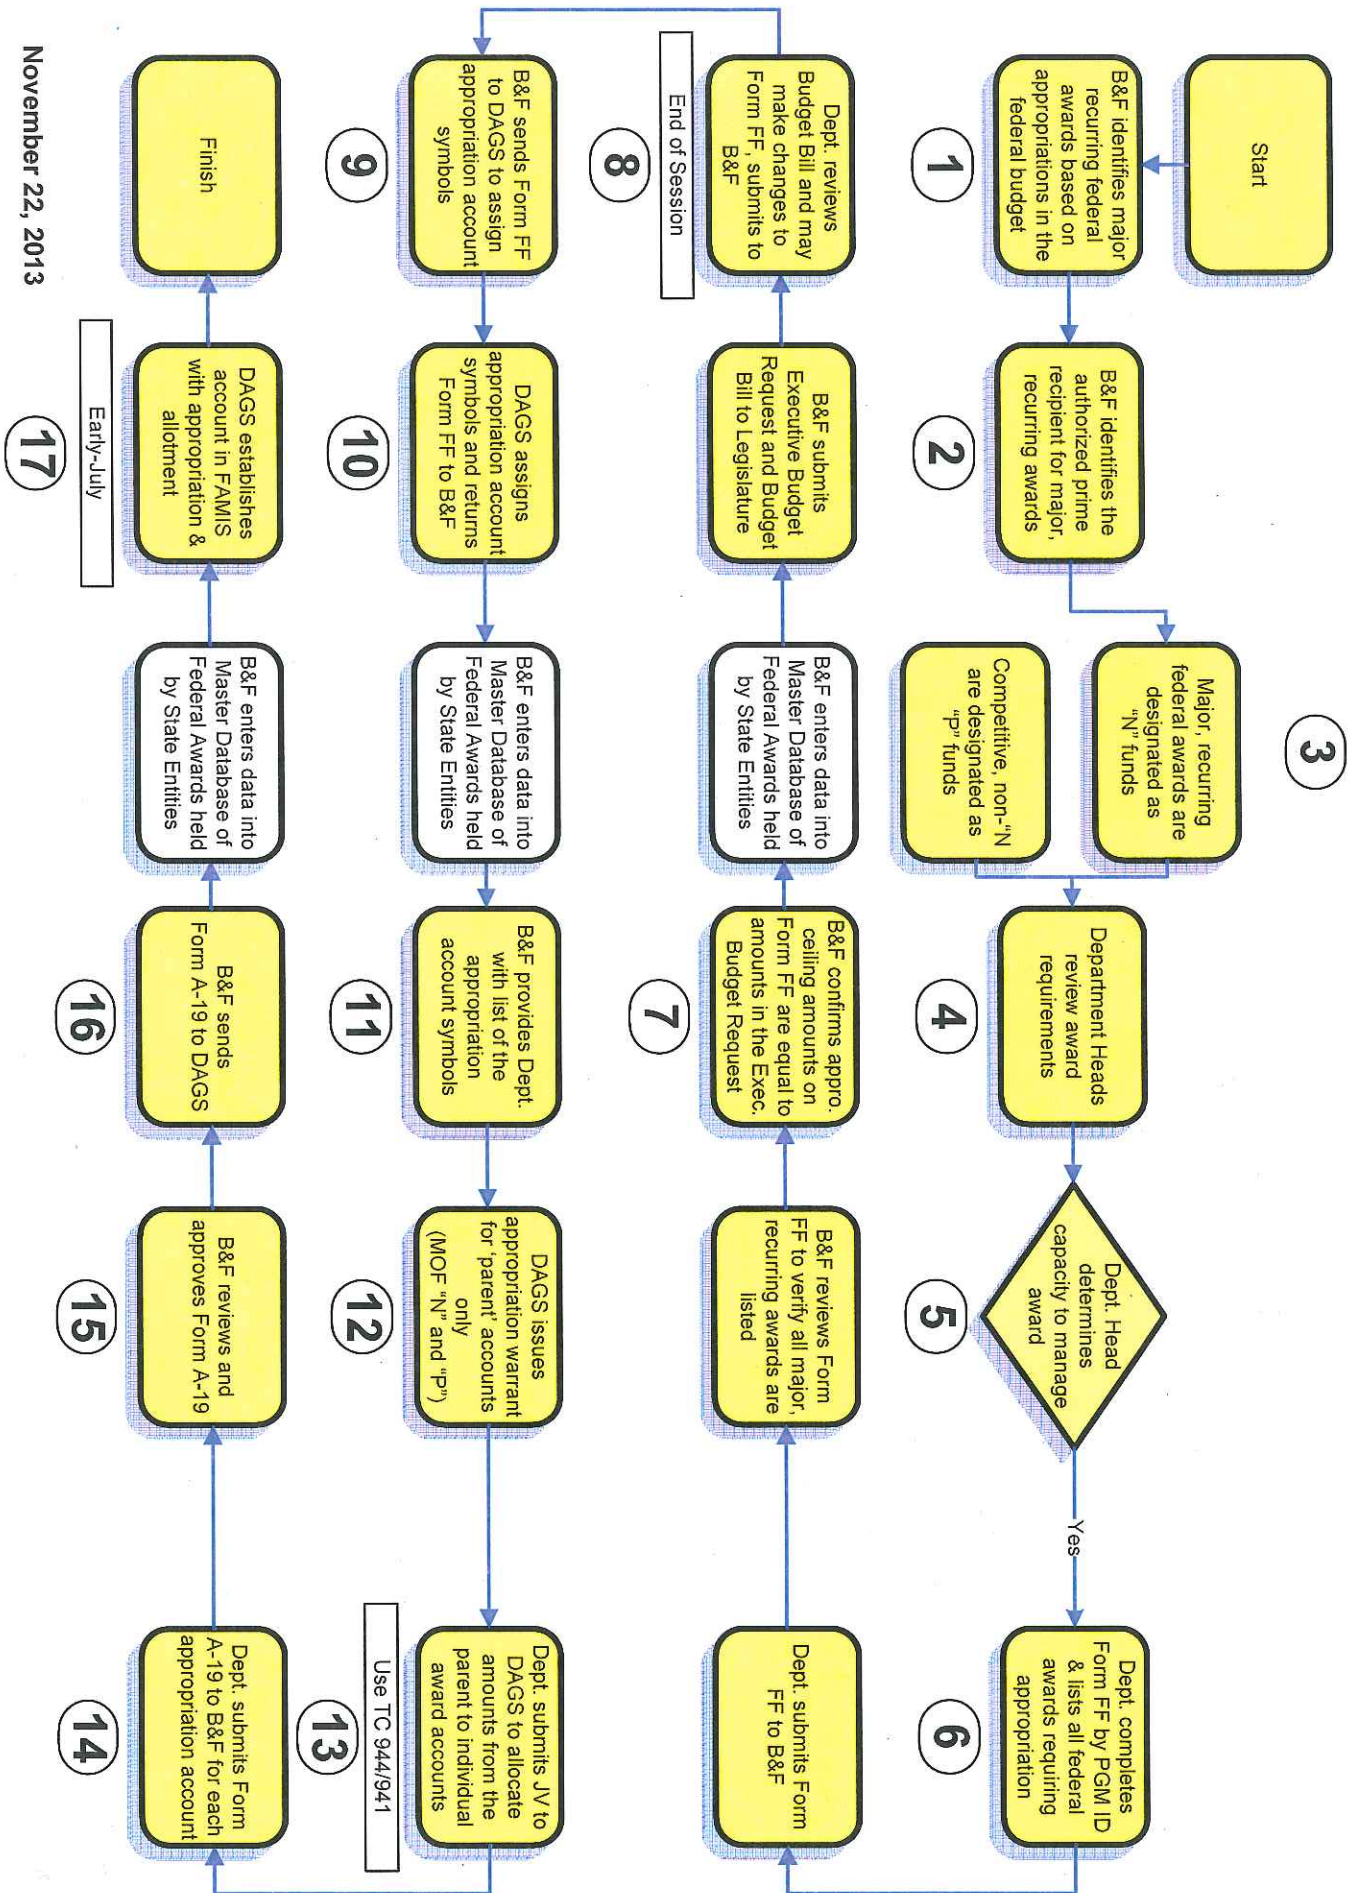 Start
B&F identifies major
recurring federal
awards based on
appropriations in the
federal budget
1
B&F identifies the
authorized prime
recipient for major,
recurring awards
2
3
Major, recurring
federal awards are
designated as
"N" funds
Competitive, non-"N
are designated as
"P" funds
Department Heads
review award
requirements
4
Dept. Head
determines
capacity to manage
award
5
Yes
Dept. completes
Form FF by PGM ID
& lists all federal
awards requiring
appropriation
6
Dept. submits Form
FF to B&F
B&F reviews Form
FF to verify all major,
recurring awards are
listed
B&F confirms appro.
ceiling amounts on
Form FF are equal to
amounts in the Exec.
Budget Request
7
B&F enters data into
Master Database of
Federal Awards held
by State Entities
B&F submits
Executive Budget
Request and Budget
Bill to Legislature
Dept. reviews
Budget Bill and may
make changes to
Form FF, submits to
B&F
End of Session
8
B&F sends Form FF
to DAGS to assign
appropriation account
symbols
9
DAGS assigns
appropriation account
symbols and returns
Form FF to B&F
10
B&F enters data into
Master Database of
Federal Awards held
by State Entities
B&F provides Dept.
with list of the
appropriation
account symbols
11
DAGS issues
appropriation warrant
for 'parent' accounts
only
(MOF "N" and "P")
12
Dept. submits JV to
DAGS to allocate
amounts from the
parent to individual
award accounts
Use TC 944/941
13
Dept. submits Form
A-19 to B&F for each
appropriation account
14
B&F reviews and
approves Form A-19
15
B&F sends
Form A-19 to DAGS
16
B&F enters data into
Master Database of
Federal Awards held
by State Entities
DAGS establishes
account in FAMIS
with appropriation &
allotment
Early-July
17
Finish
November 22, 2013